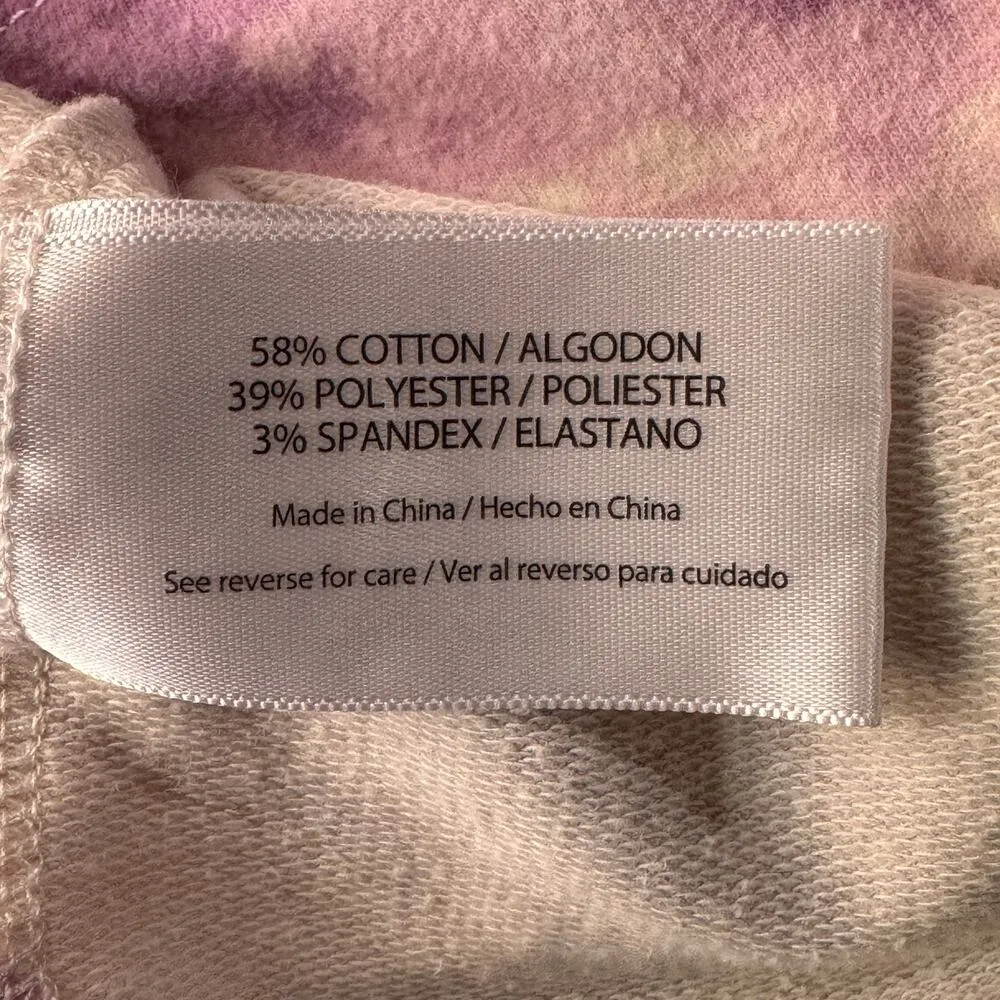 58% COTTON / ALGODON
39% POLYESTER / POLIESTER
3% SPANDEX / ELASTANO
Made in China / Hecho en China
See reverse for care / Ver al reverso para cuidado